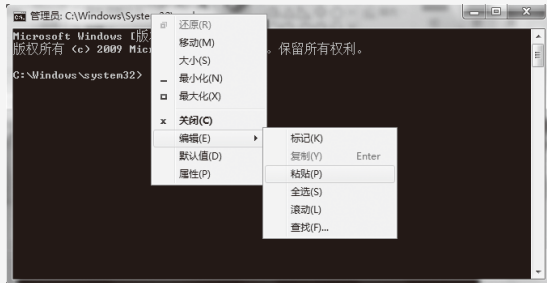 管理员: C:\Windows\Syste
Microsoft Windows [版
版权所有 (c) 2009 Mic
。保留所有权利。
C:\Windows\system32>
还原(R)
移动(M)
大小(S)
最小化(N)
最大化(X)
关闭(C)
编辑(E)
默认值(D)
属性(P)
标记(K)
复制(Y) Enter
粘贴(P)
全选(S)
滚动(L)
查找(F)...